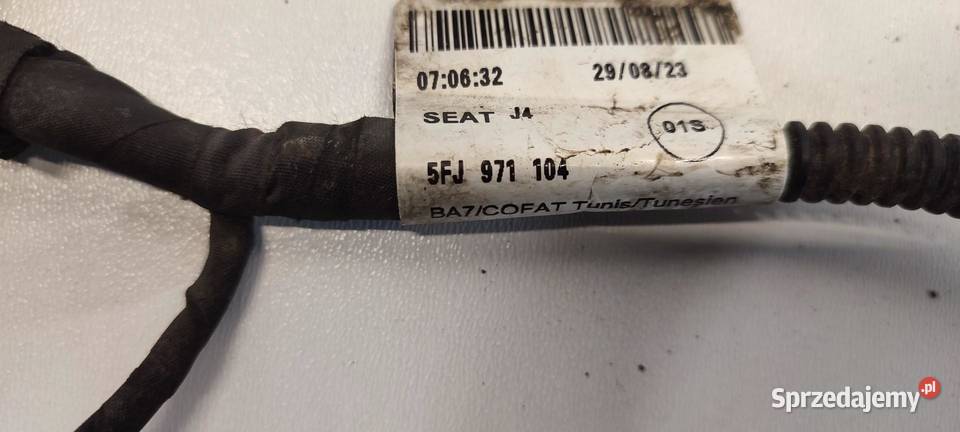 07:06:32 29/08/23
SEAT J4
01S
5FJ 971 104
BA7/COFAT Tunis/Tunesien
Sprzedajemy.pl